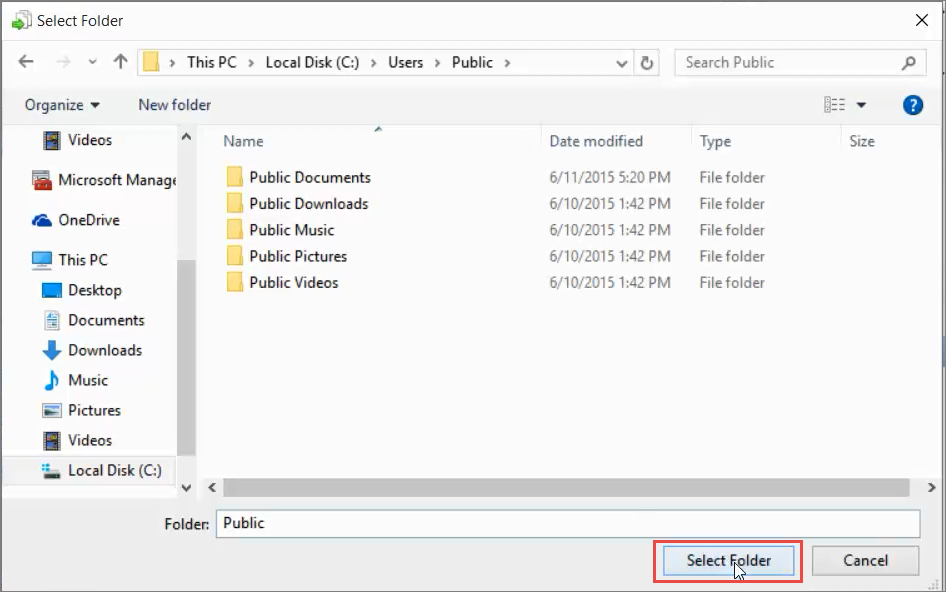 Select Folder
This PC > Local Disk (C:) > Users > Public >
Search Public
Organize
New folder
?
Videos
Microsoft Manage
OneDrive
This PC
Desktop
Documents
Downloads
Music
Pictures
Videos
Local Disk (C:)
Name Date modified Type Size
Public Documents 6/11/2015 5:20 PM File folder
Public Downloads 6/10/2015 1:42 PM File folder
Public Music 6/10/2015 1:42 PM File folder
Public Pictures 6/10/2015 1:42 PM File folder
Public Videos 6/10/2015 1:42 PM File folder
Folder: Public
Select Folder
Cancel